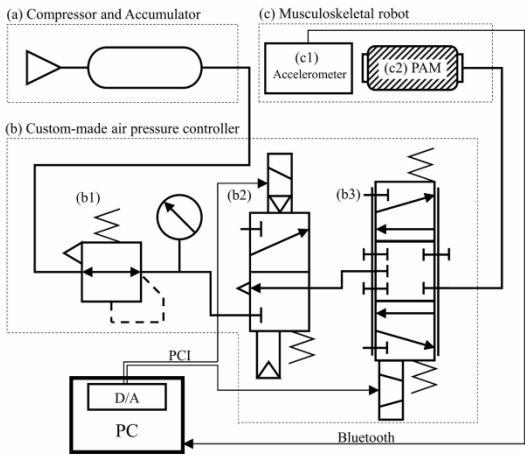 (a) Compressor and Accumulator
(c) Musculoskeletal robot
(c1)
Accelerometer
(c2) PAM
(b) Custom-made air pressure controller
(b1)
(b2)
(b3)
PCI
D/A
PC
Bluetooth